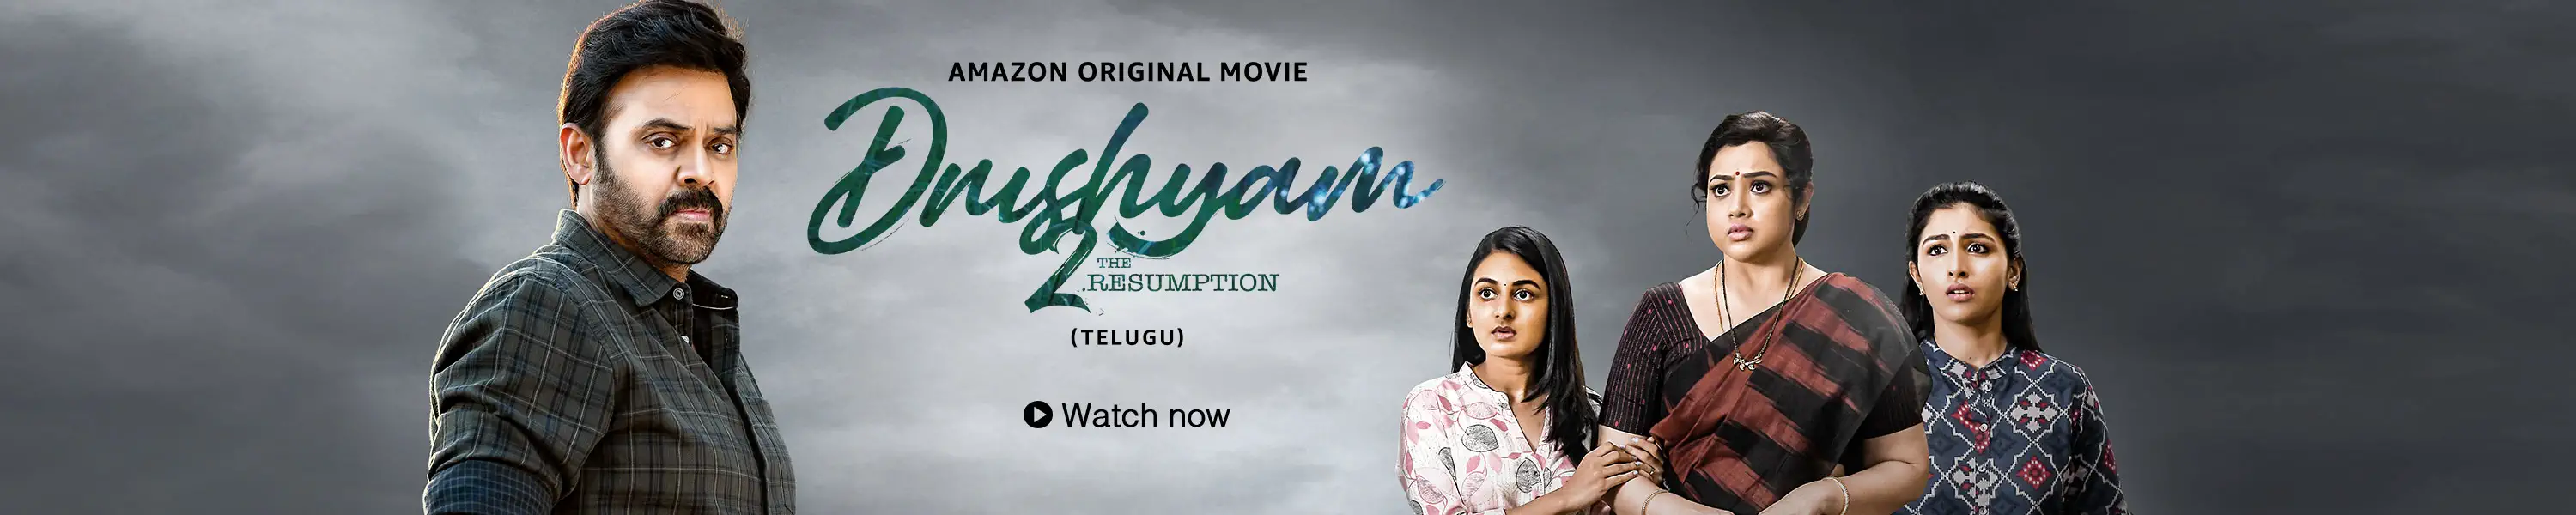 AMAZON ORIGINAL MOVIE
Drushyam
2 THE
RESUMPTION
(TELUGU)
Watch now